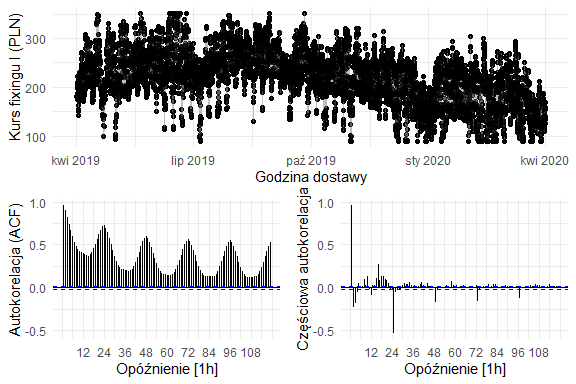 Kurs fixingu I (PLN)
300
200
100
kwi 2019
lip 2019
paź 2019
sty 2020
kwi 2020
Godzina dostawy
Autokorelacja (ACF)
1.0
0.5
0.0
-0.5
12 24 36 48 60 72 84 96 108
Opóźnienie [1h]
Częściowa autokorelacja
1.0
0.5
0.0
-0.5
12 24 36 48 60 72 84 96 108
Opóźnienie [1h]